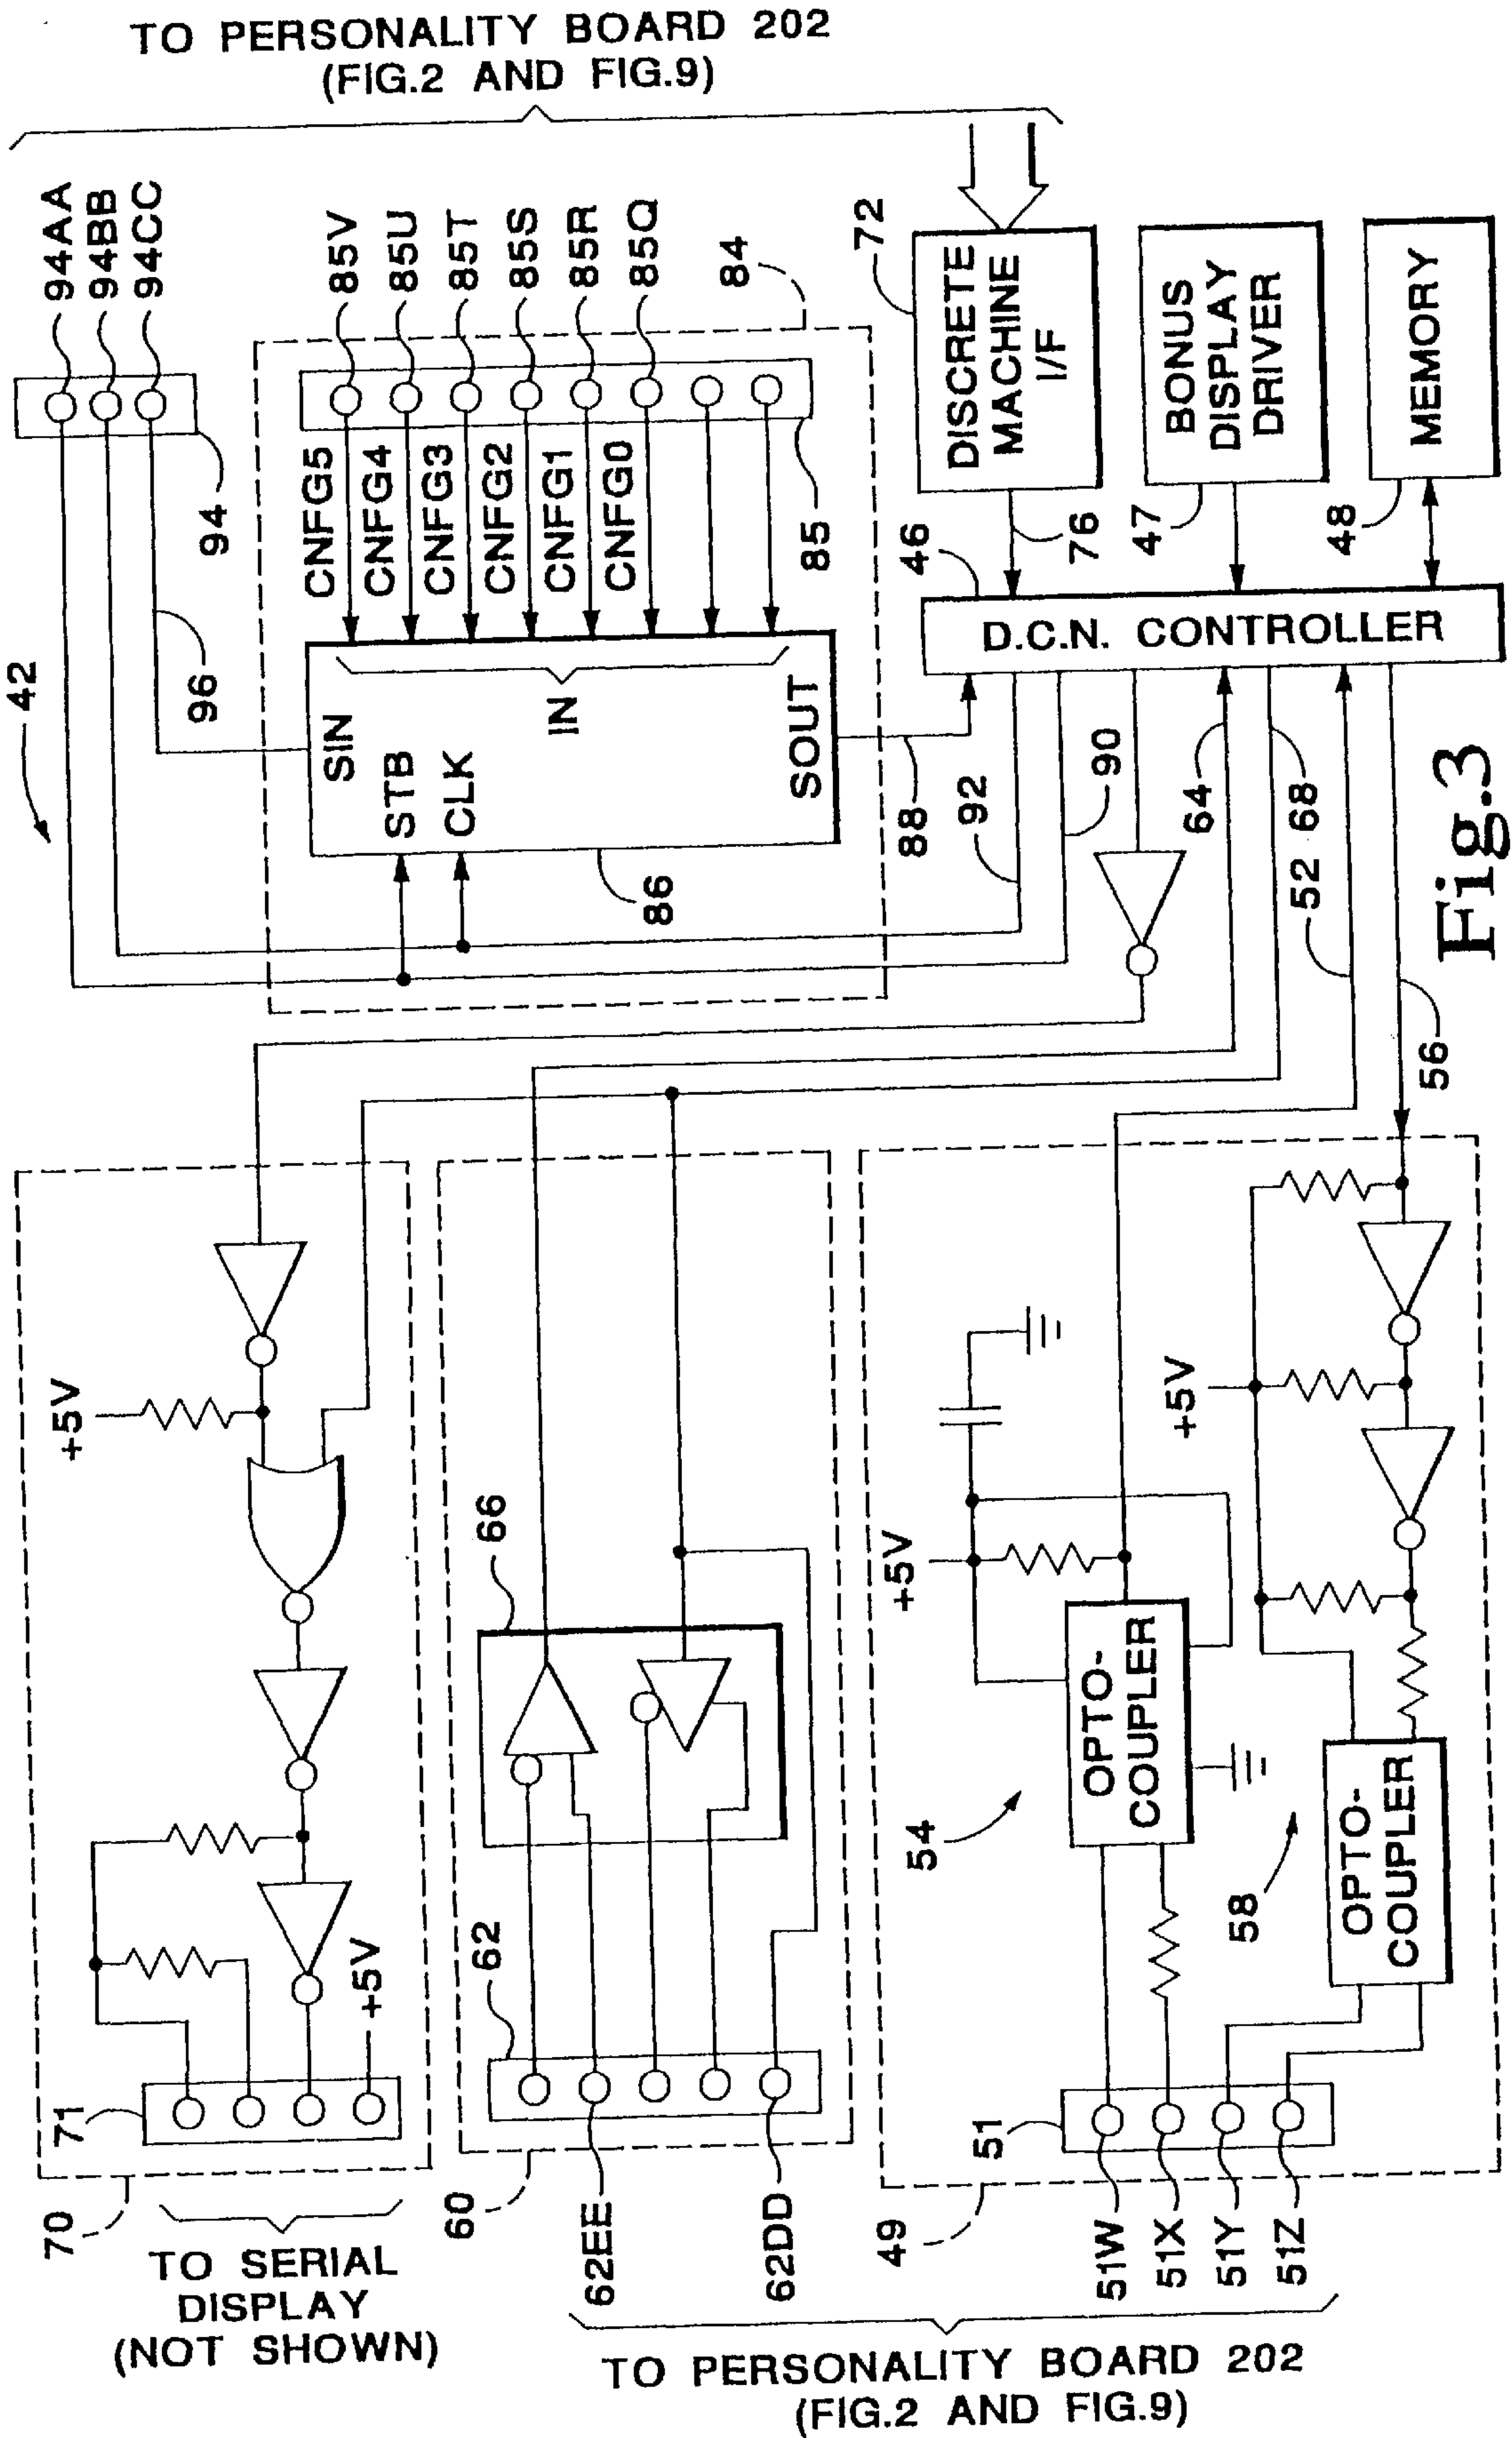 TO PERSONALITY BOARD 202
(FIG.2 AND FIG.9)
94AA
94BB
94CC
94
96
42
85V
85U
85T
85S
85R
85Q
84
CNFG5
CNFG4
CNFG3
CNFG2
CNFG1
CNFG0
85
SIN
STB
CLK
IN
SOUT
86
88
72
DISCRETE
MACHINE
I/F
76
46
BONUS
DISPLAY
DRIVER
47
MEMORY
48
D.C.N. CONTROLLER
92
90
64
68
52
56
Fig.3
+5V
+5V
71
70
TO SERIAL
DISPLAY
(NOT SHOWN)
66
62
60
62EE
62DD
+5V
+5V
OPTO-
COUPLER
54
OPTO-
COUPLER
58
51
49
51W
51X
51Y
51Z
TO PERSONALITY BOARD 202
(FIG.2 AND FIG.9)